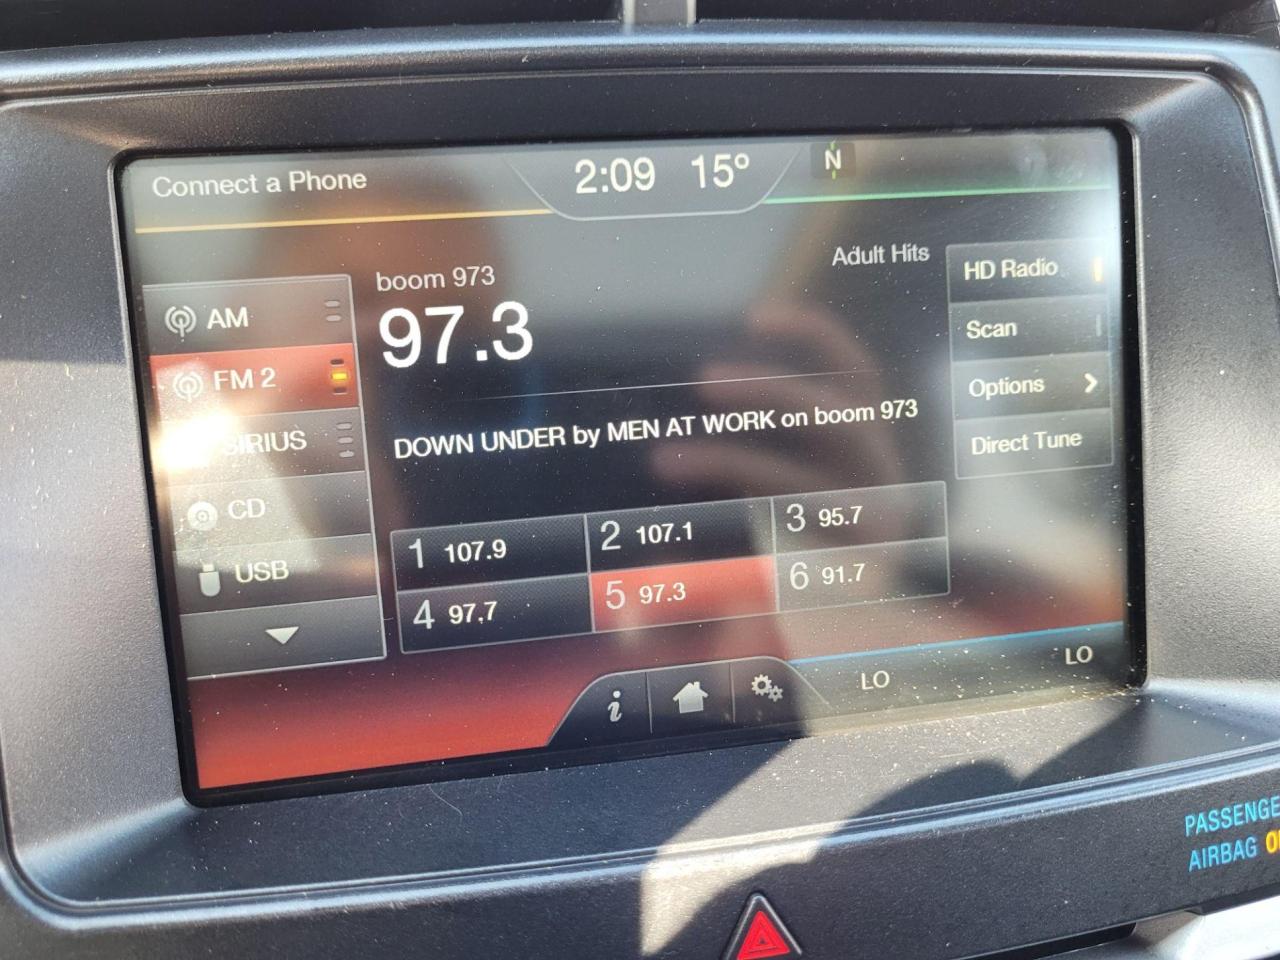 Connect a Phone
2:09 15°
N
boom 973
Adult Hits
97.3
DOWN UNDER by MEN AT WORK on boom 973
AM
FM 2
SIRIUS
CD
USB
HD Radio
Scan
Options
Direct Tune
1 107.9
2 107.1
3 95.7
4 97.7
5 97.3
6 91.7
i
LO
LO
PASSENGE
AIRBAG